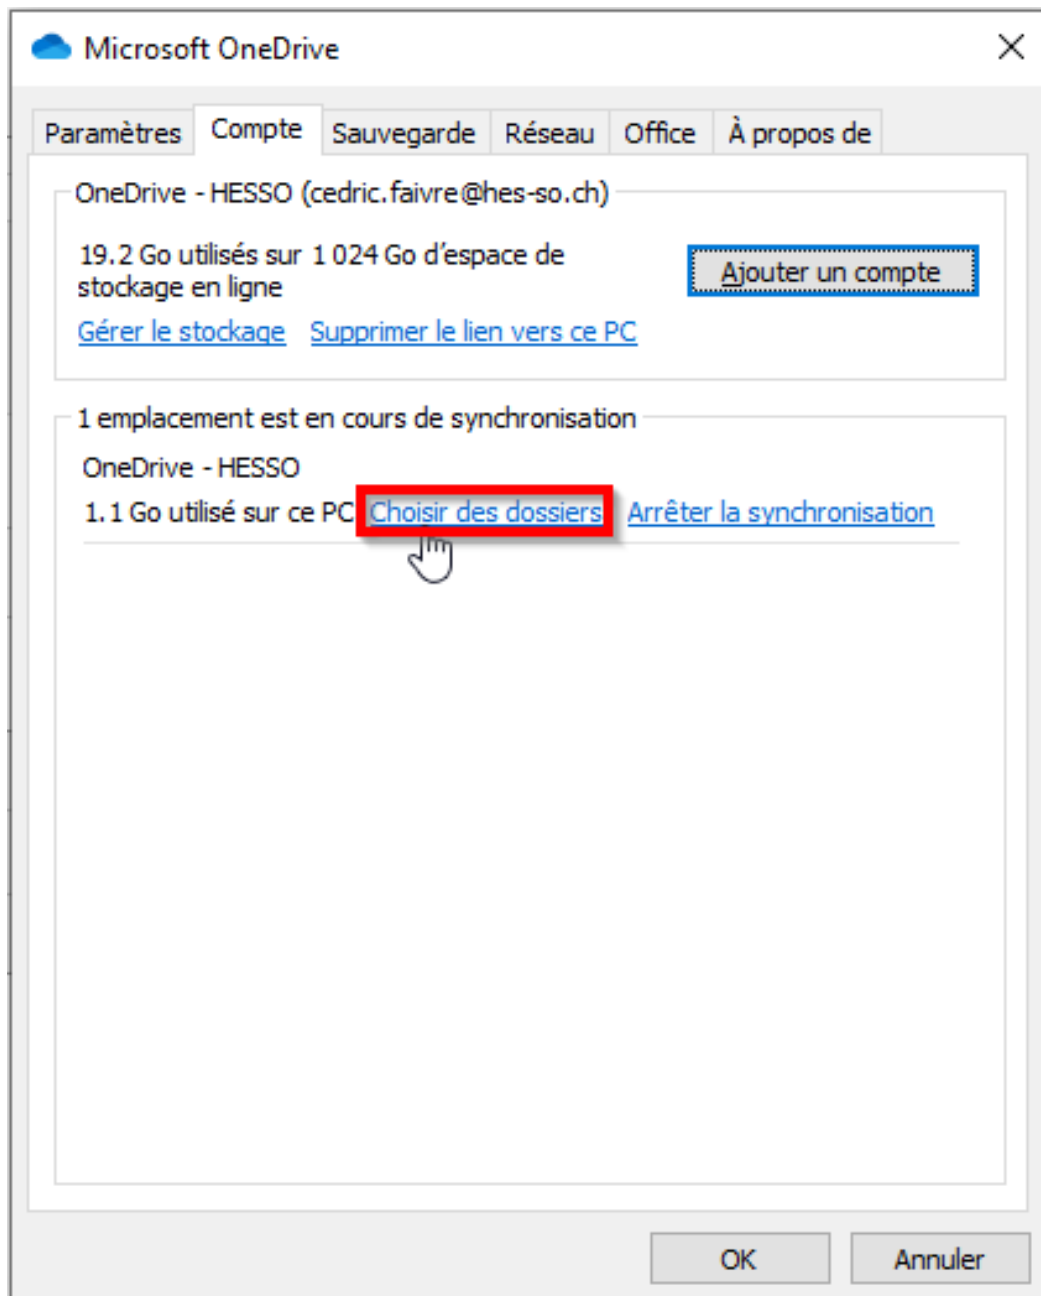 Microsoft OneDrive
Paramètres Compte Sauvegarde Réseau Office À propos de
OneDrive - HESSO (cedric.faivre@hes-so.ch)
19.2 Go utilisés sur 1 024 Go d'espace de
stockage en ligne
Ajouter un compte
Gérer le stockage Supprimer le lien vers ce PC
1 emplacement est en cours de synchronisation
OneDrive - HESSO
1.1 Go utilisé sur ce PC Choisir des dossiers Arrêter la synchronisation
OK Annuler